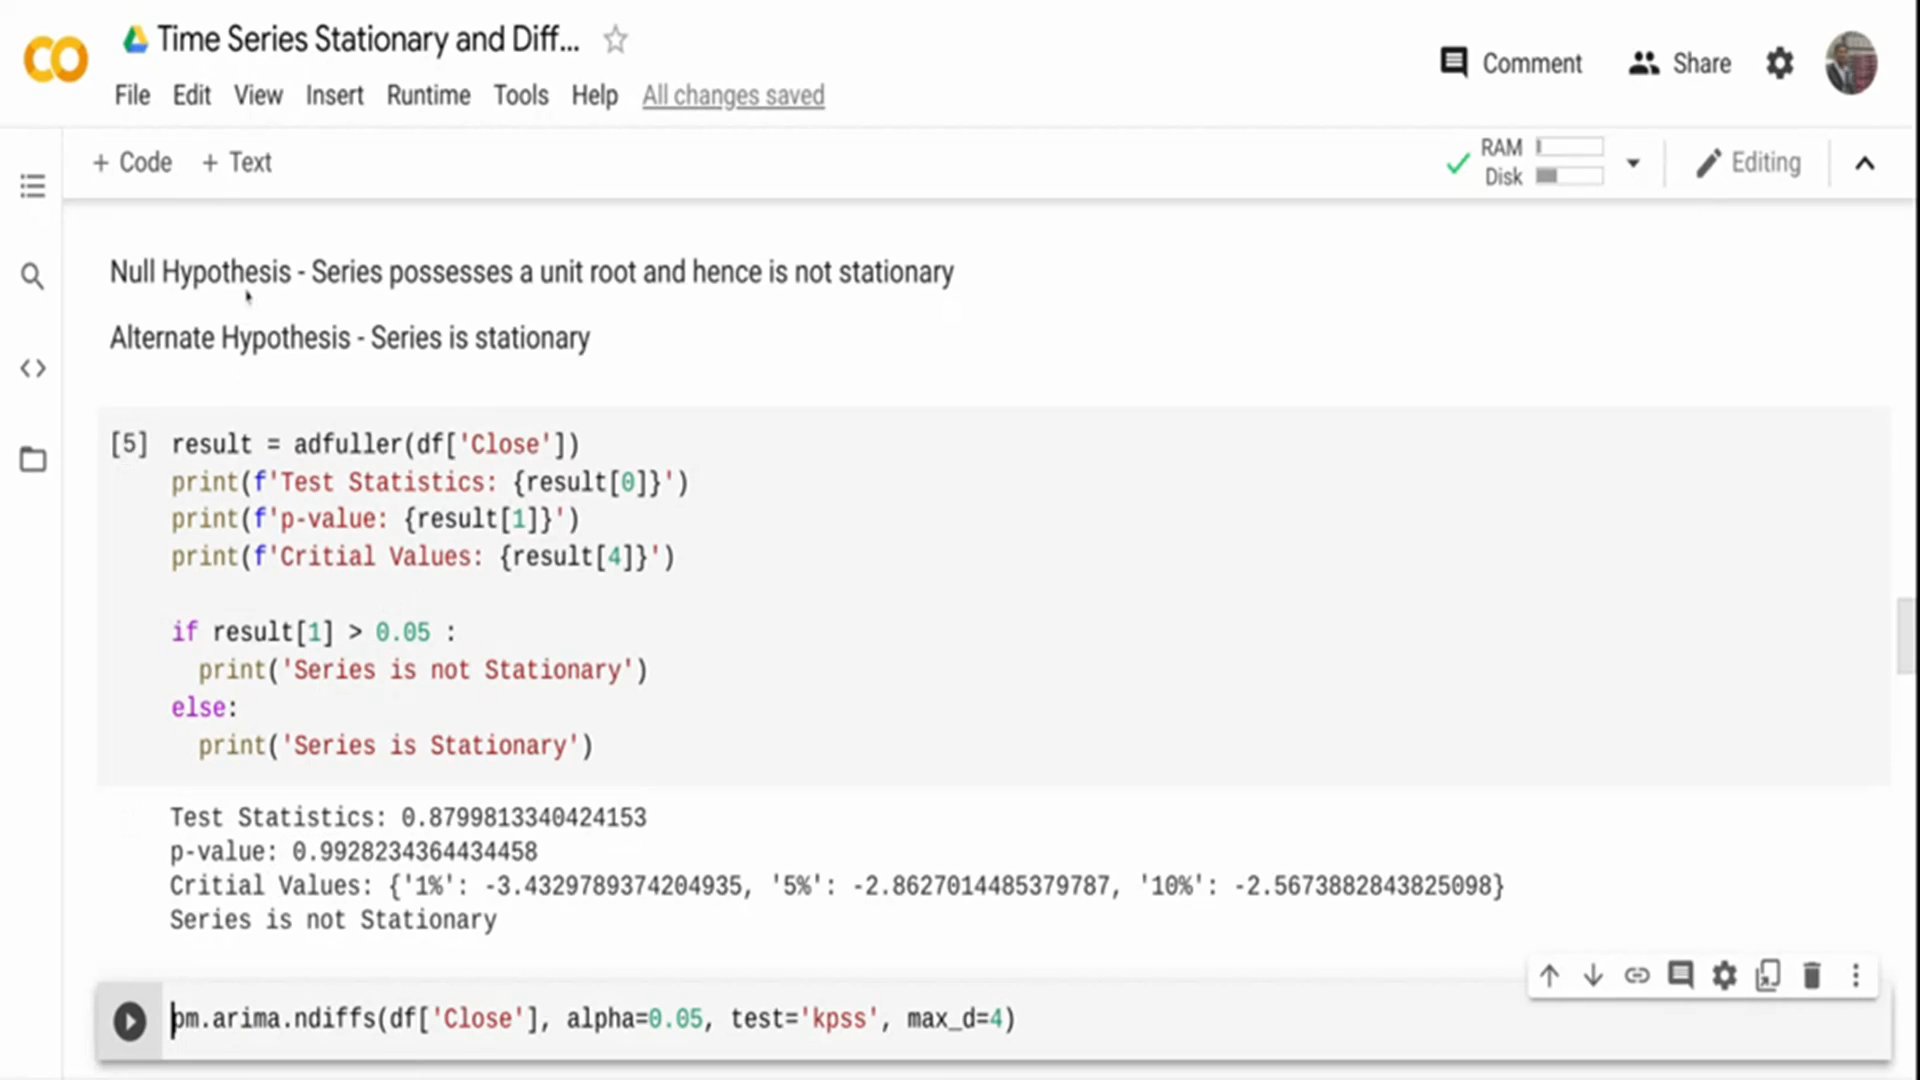 Time Series Stationary and Diff...
Comment
Share
File Edit View Insert Runtime Tools Help All changes saved
+ Code + Text
RAM
Disk
Editing
Null Hypothesis - Series possesses a unit root and hence is not stationary
Alternate Hypothesis - Series is stationary
[5] result = adfuller(df['Close'])
print(f'Test Statistics: {result[0]}')
print(f'p-value: {result[1]}')
print(f'Critial Values: {result[4]}')
if result[1] > 0.05 :
print('Series is not Stationary')
else:
print('Series is Stationary')
Test Statistics: 0.8799813340424153
p-value: 0.9928234364434458
Critial Values: {'1%': -3.4329789374204935, '5%': -2.8627014485379787, '10%': -2.5673882843825098}
Series is not Stationary
pm.arima.ndiffs(df['Close'], alpha=0.05, test='kpss', max_d=4)